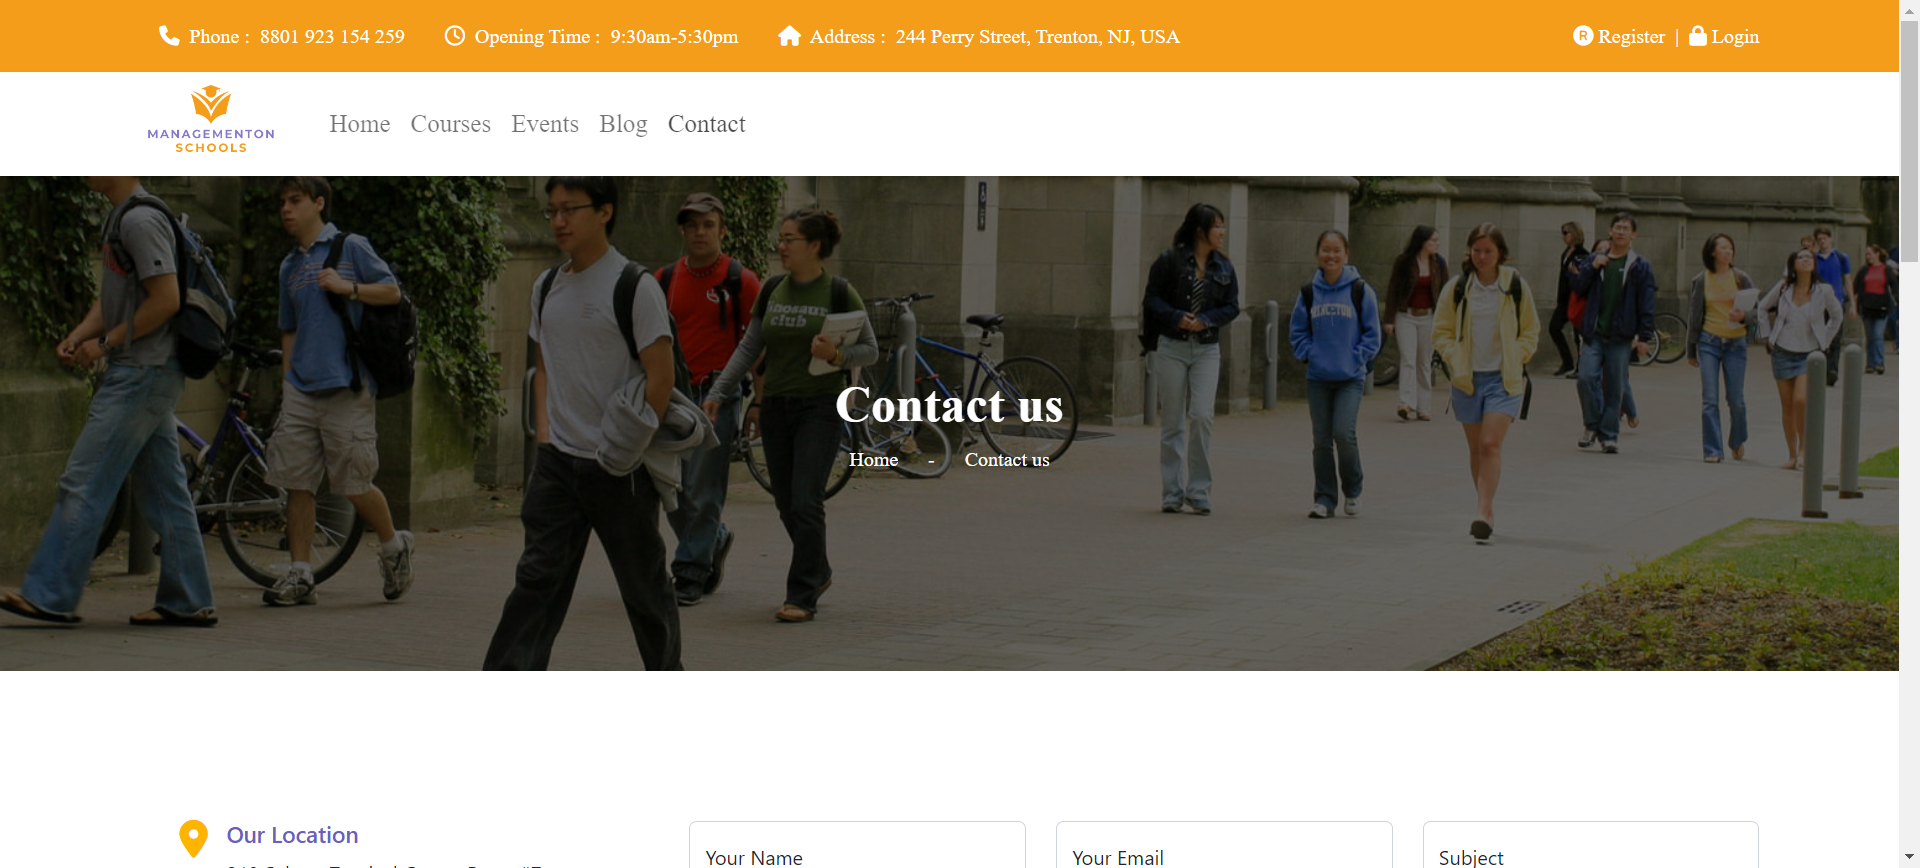 Phone : 8801 923 154 259 Opening Time : 9:30am-5:30pm Address : 244 Perry Street, Trenton, NJ, USA Register | Login
MANAGEMENTON
SCHOOLS
Home Courses Events Blog Contact
club
PRINCETON
Contact us
Home - Contact us
Our Location
Your Name Your Email Subject